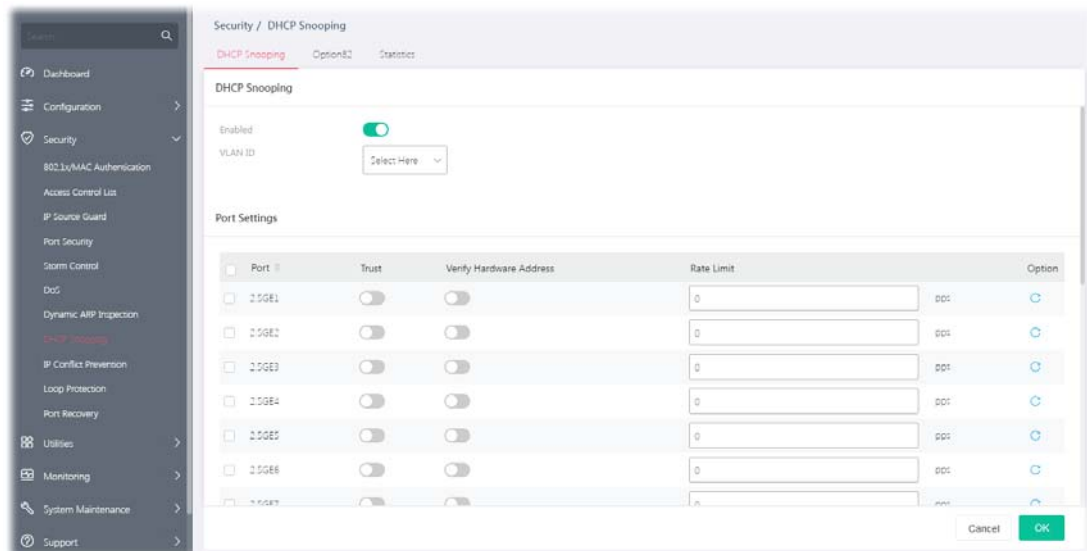 Search
Dashboard
Configuration
Security
802.1x/MAC Authentication
Access Control List
IP Source Guard
Port Security
Storm Control
DoS
Dynamic ARP Inspection
DHCP Snooping
IP Conflict Prevention
Loop Protection
Port Recovery
Utilities
Monitoring
System Maintenance
Support
Security / DHCP Snooping
DHCP Snooping Option82 Statistics
DHCP Snooping
Enabled
VLAN ID Select Here
Port Settings
Port Trust Verify Hardware Address Rate Limit Option
2.5GE1 0 pps
2.5GE2 0 pps
2.5GE3 0 pps
2.5GE4 0 pps
2.5GE5 0 pps
2.5GE6 0 pps
2.5GE7 0 pps
Cancel OK